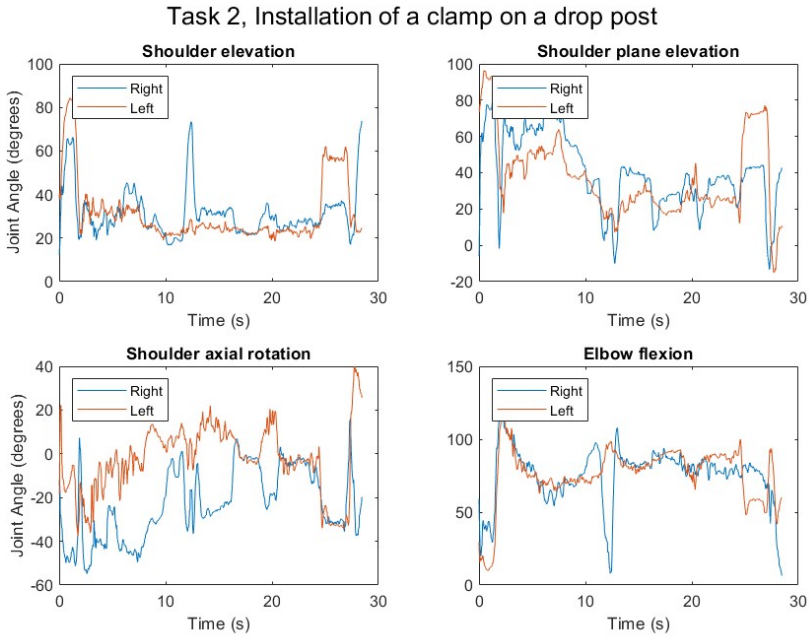 Task 2, Installation of a clamp on a drop post
Shoulder elevation
100
80
60
40
20
0
Joint Angle (degrees)
Right
Left
0 10 20 30
Time (s)
Shoulder plane elevation
100
80
60
40
20
0
-20
Right
Left
0 10 20 30
Time (s)
Shoulder axial rotation
40
20
0
-20
-40
-60
Joint Angle (degrees)
Right
Left
0 10 20 30
Time (s)
Elbow flexion
150
100
50
0
Right
Left
0 10 20 30
Time (s)